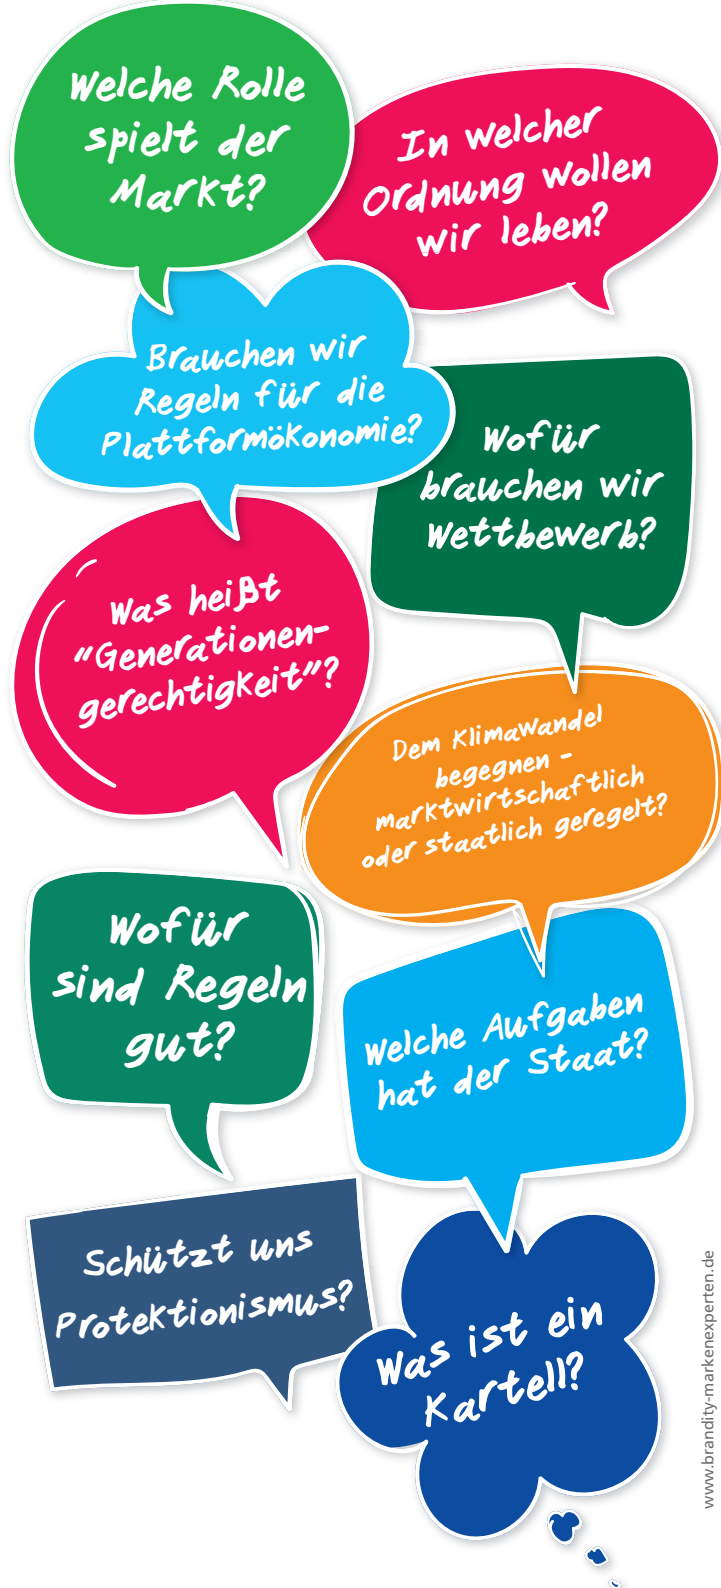 Welche Rolle
spielt der
Markt?
In welcher
Ordnung wollen
wir leben?
Brauchen wir
Regeln für die
Plattformökonomie?
Wofür
brauchen wir
Wettbewerb?
Was heißt
"Generationen-
gerechtigkeit"?
Dem Klimawandel
begegnen -
marktwirtschaftlich
oder staatlich geregelt?
Wofür
sind Regeln
gut?
Welche Aufgaben
hat der Staat?
Schützt uns
Protektionismus?
Was ist ein
Kartell?
www.brandity-markenexperten.de